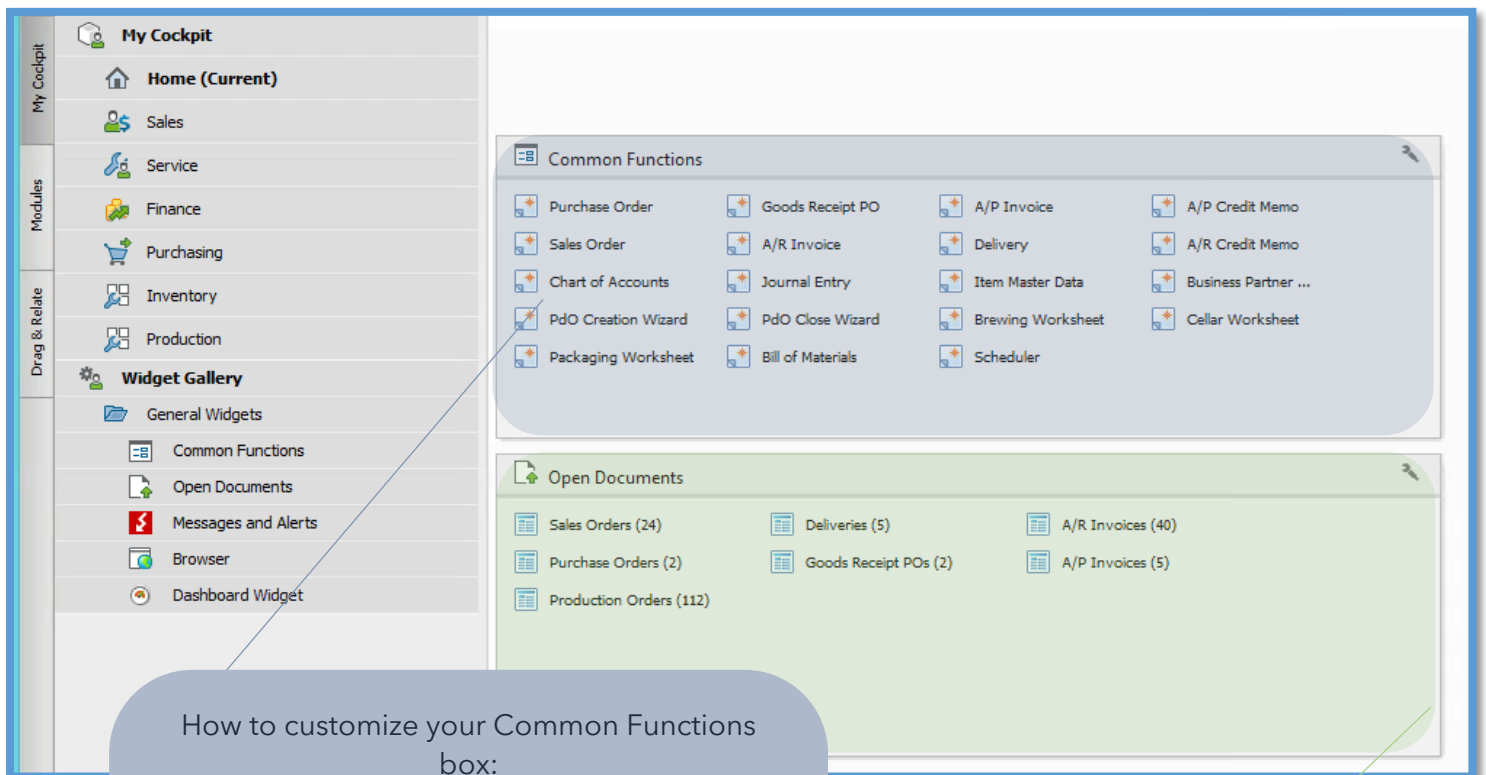 My Cockpit
Modules
Drag & Relate
My Cockpit
Home (Current)
Sales
Service
Finance
Purchasing
Inventory
Production
Widget Gallery
General Widgets
Common Functions
Open Documents
Messages and Alerts
Browser
Dashboard Widget
Common Functions
Purchase Order Goods Receipt PO A/P Invoice A/P Credit Memo
Sales Order A/R Invoice Delivery A/R Credit Memo
Chart of Accounts Journal Entry Item Master Data Business Partner ...
PdO Creation Wizard PdO Close Wizard Brewing Worksheet Cellar Worksheet
Packaging Worksheet Bill of Materials Scheduler
Open Documents
Sales Orders (24) Deliveries (5) A/R Invoices (40)
Purchase Orders (2) Goods Receipt POs (2) A/P Invoices (5)
Production Orders (112)
How to customize your Common Functions
box: